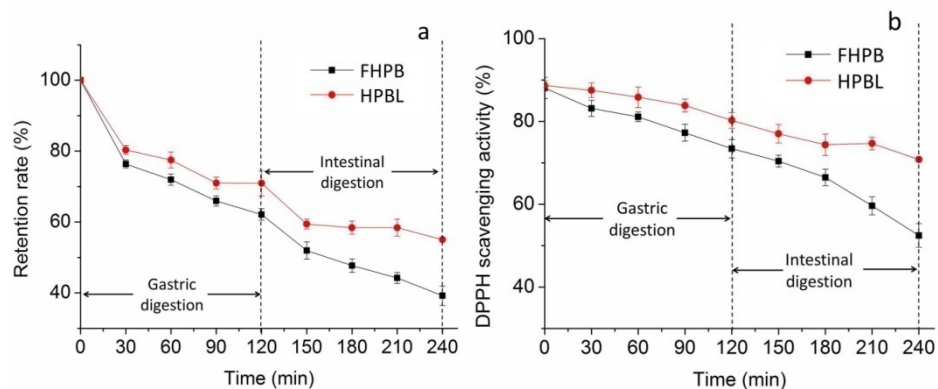 a
FHPB
HPBL
Retention rate (%)
100
80
60
40
Intestinal
digestion
Gastric
digestion
0 30 60 90 120 150 180 210 240
Time (min)
b
FHPB
HPBL
DPPH scavenging activity (%)
100
80
60
40
Gastric
digestion
Intestinal
digestion
0 30 60 90 120 150 180 210 240
Time (min)